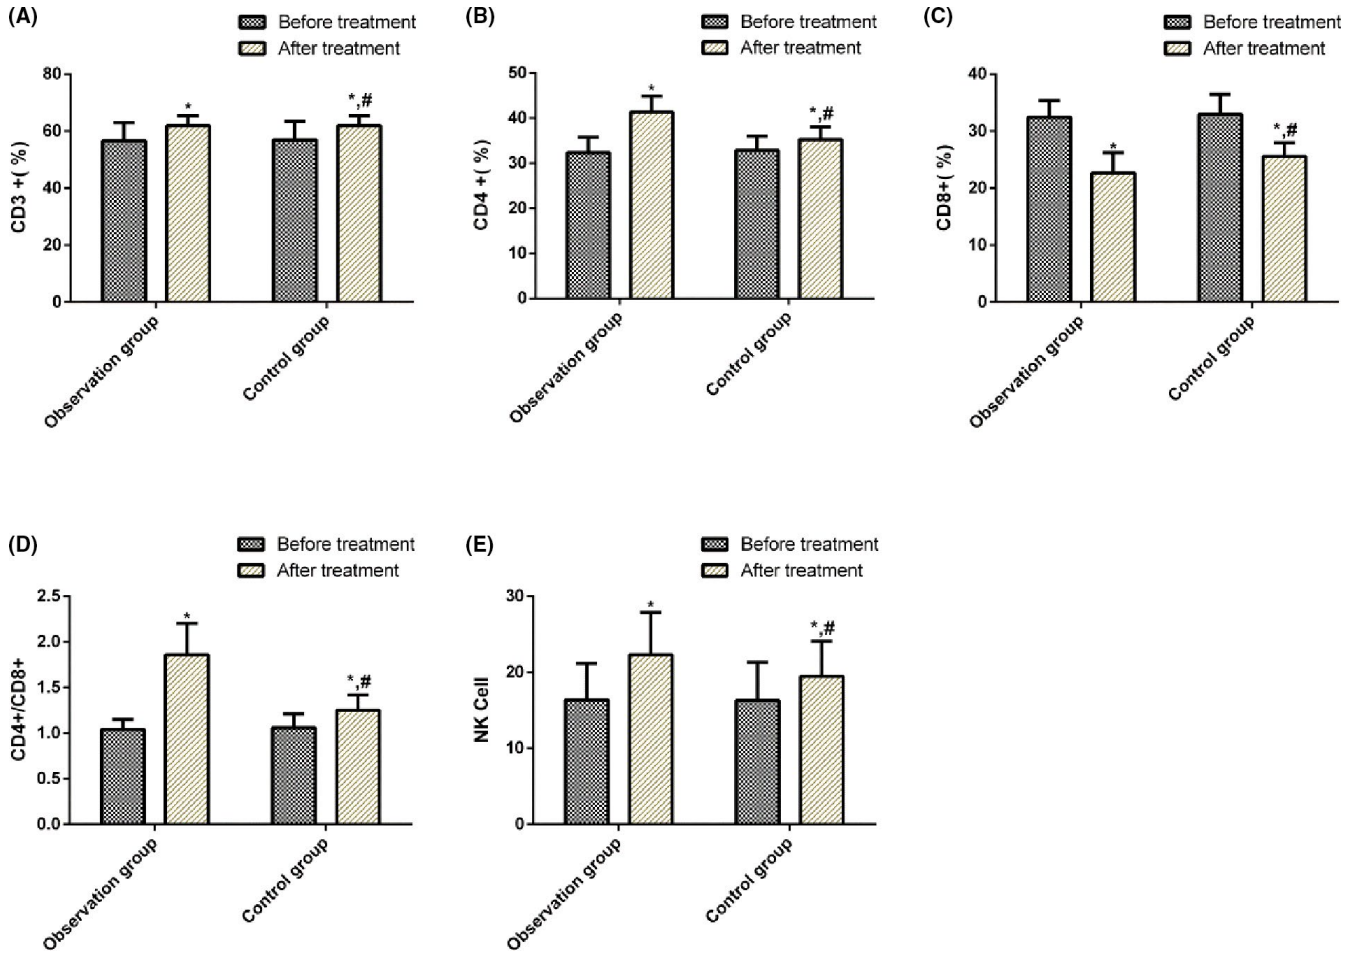 (A)
Before treatment
After treatment
CD3 +( %)
80
60
40
20
0
*
*,#
Observation group
Control group
(B)
Before treatment
After treatment
CD4 +( %)
50
40
30
20
10
0
*
*,#
Observation group
Control group
(C)
Before treatment
After treatment
CD8+( %)
40
30
20
10
0
*
*,#
Observation group
Control group
(D)
Before treatment
After treatment
CD4+/CD8+
2.5
2.0
1.5
1.0
0.5
0.0
*
*,#
Observation group
Control group
(E)
Before treatment
After treatment
NK Cell
30
20
10
0
*
*,#
Observation group
Control group